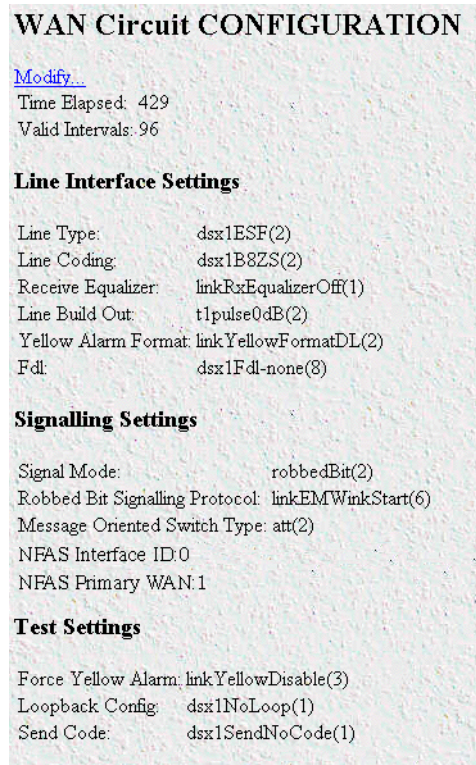 WAN Circuit CONFIGURATION
Modify...
Time Elapsed: 429
Valid Intervals: 96
Line Interface Settings
Line Type: dsx1ESF(2)
Line Coding: dsx1B8ZS(2)
Receive Equalizer: linkRxEqualizerOff(1)
Line Build Out: t1pulse0dB(2)
Yellow Alarm Format: linkYellowFormatDL(2)
Fdl: dsx1Fdl-none(8)
Signalling Settings
Signal Mode: robbedBit(2)
Robbed Bit Signalling Protocol: linkEMWinkStart(6)
Message Oriented Switch Type: att(2)
NFAS Interface ID:0
NFAS Primary WAN:1
Test Settings
Force Yellow Alarm: linkYellowDisable(3)
Loopback Config: dsx1NoLoop(1)
Send Code: dsx1SendNoCode(1)